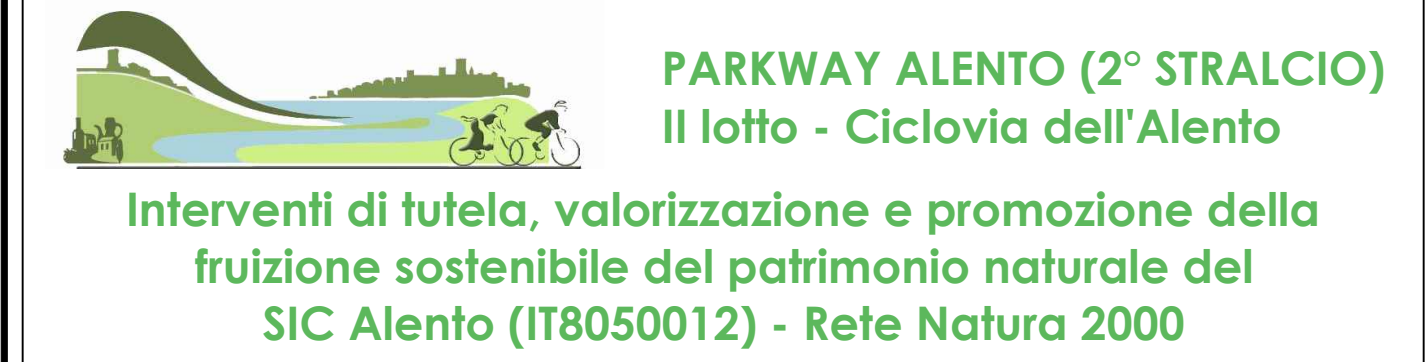 PARKWAY ALENTO (2° STRALCIO)
II lotto - Ciclovia dell'Alento
Interventi di tutela, valorizzazione e promozione della
fruizione sostenibile del patrimonio naturale del
SIC Alento (IT8050012) - Rete Natura 2000